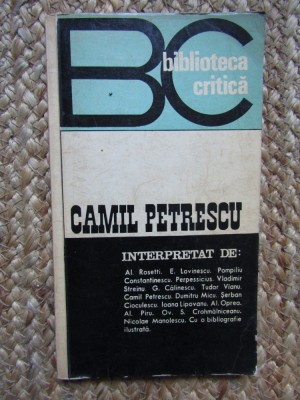 BC
biblioteca
critică
CAMIL PETRESCU
INTERPRETAT DE:
Al. Rosetti. E. Lovinescu. Pompiliu
Constantinescu. Perpessicius. Vladimir
Streinu. G. Călinescu. Tudor Vianu.
Camil Petrescu. Dumitru Micu. Şerban
Cioculescu. Ioana Lipovanu. Al. Oprea.
Al. Piru. Ov. S. Crohmălniceanu.
Nicolae Manolescu. Cu o bibliografie
ilustrată.